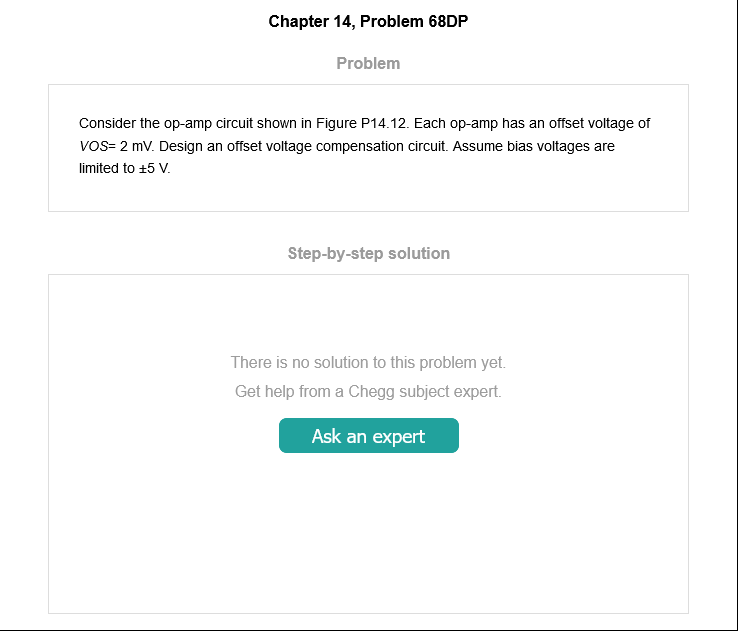 Chapter 14, Problem 68DP
Problem
Consider the op-amp circuit shown in Figure P14.12. Each op-amp has an offset voltage of
VOS= 2 mV. Design an offset voltage compensation circuit. Assume bias voltages are
limited to ±5 V.
Step-by-step solution
There is no solution to this problem yet.
Get help from a Chegg subject expert.
Ask an expert